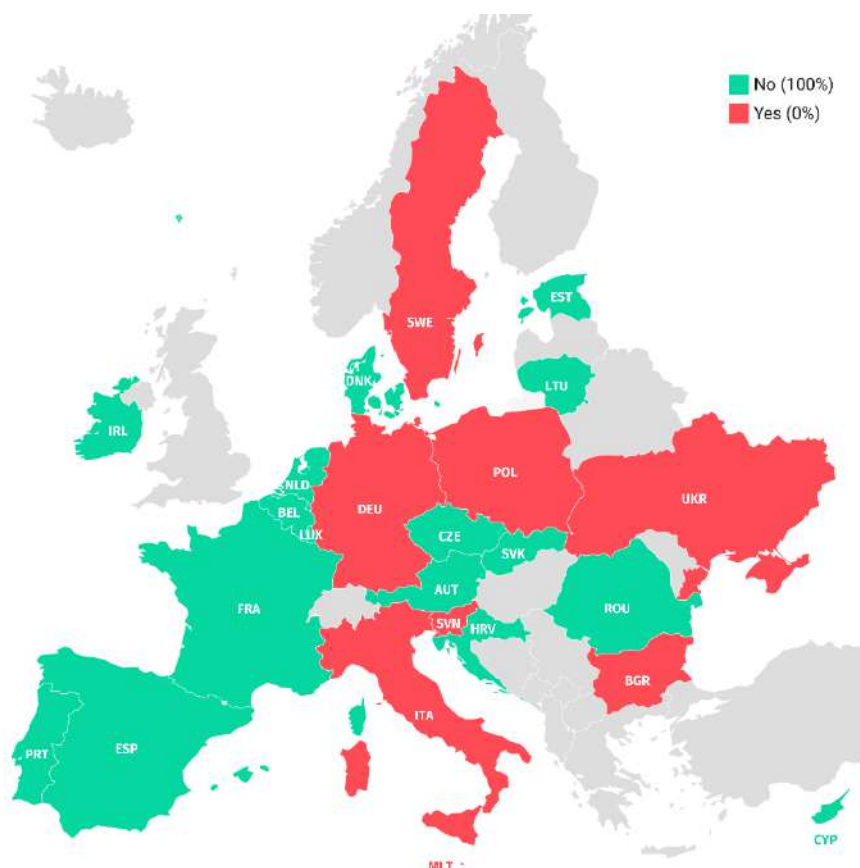 No (100%)
Yes (0%)
EST
SWE
DNK
LTU
IRL
NLD
POL
UKR
BEL
DEU
LUX
CZE
SVK
AUT
FRA
ROU
SVN
HRV
BGR
ITA
PRT
ESP
CYP
MLT